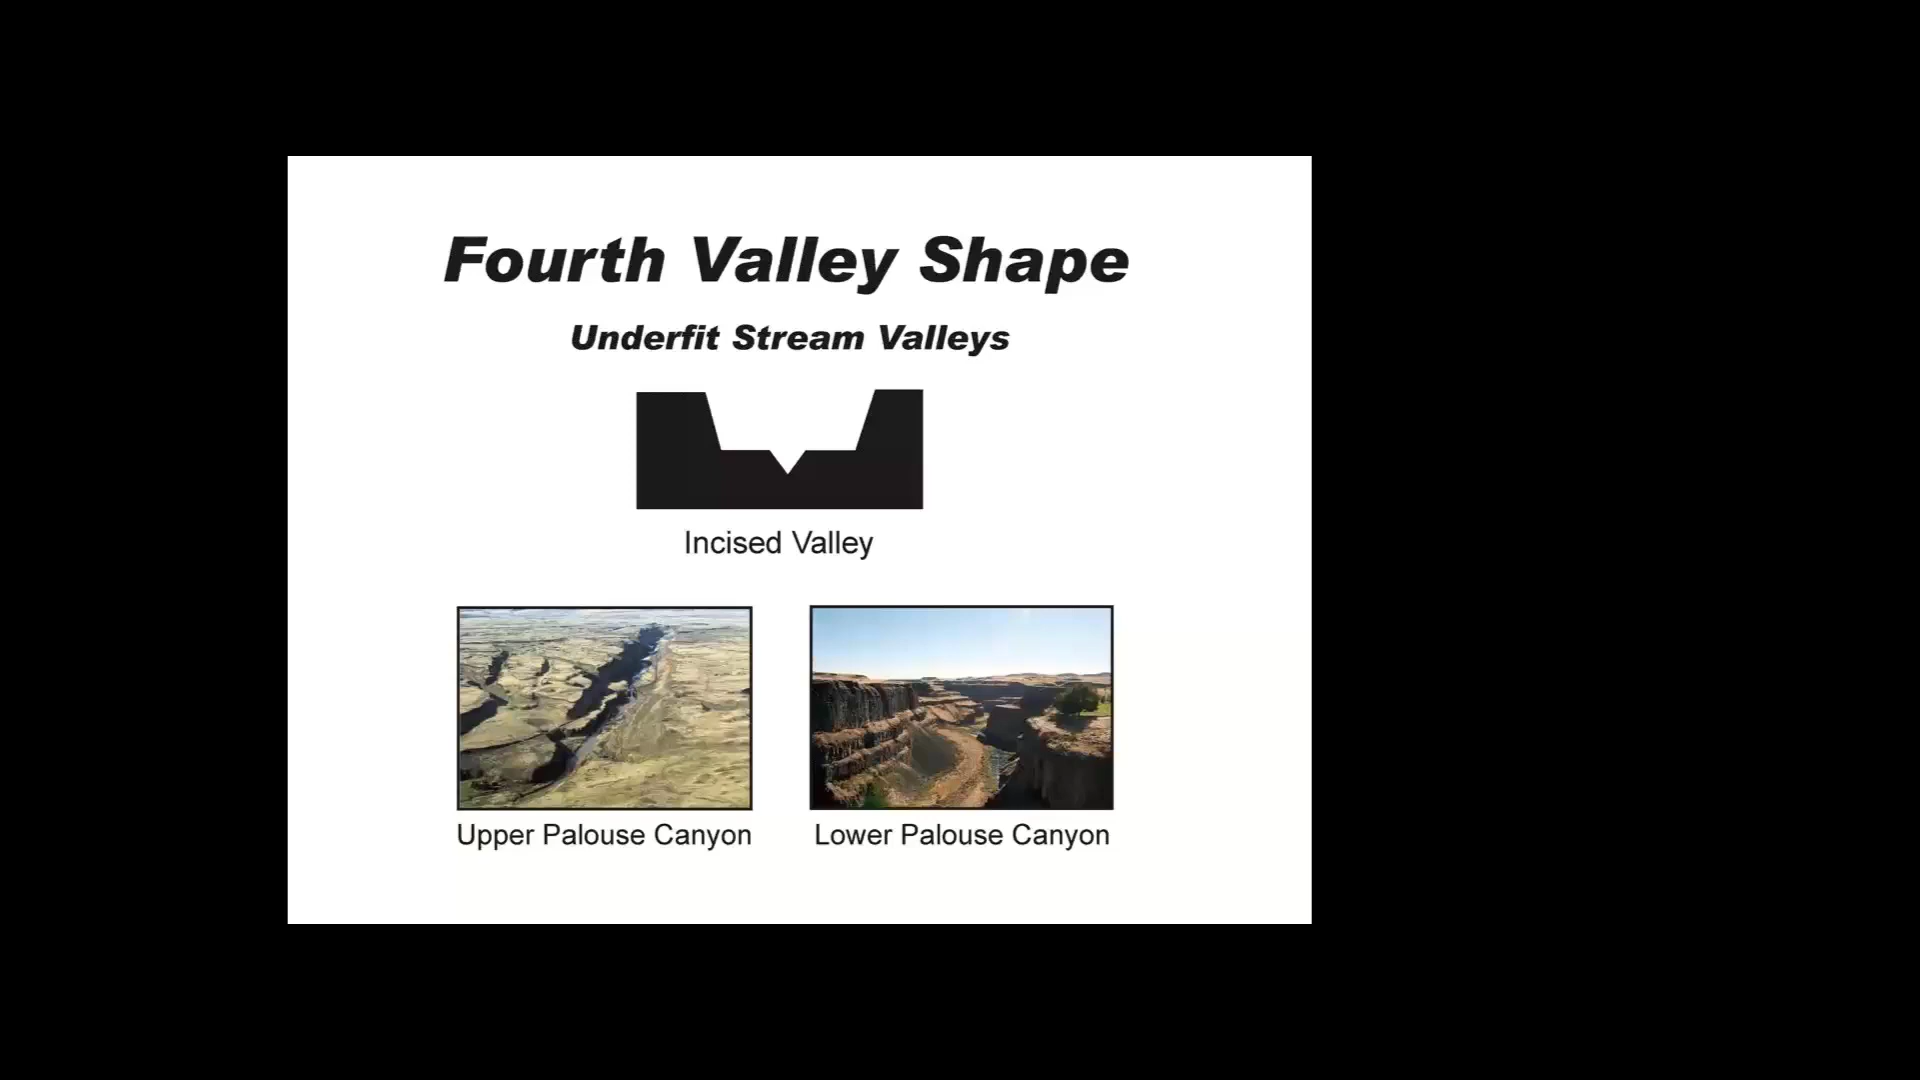 Fourth Valley Shape
Underfit Stream Valleys
Incised Valley
Upper Palouse Canyon
Lower Palouse Canyon